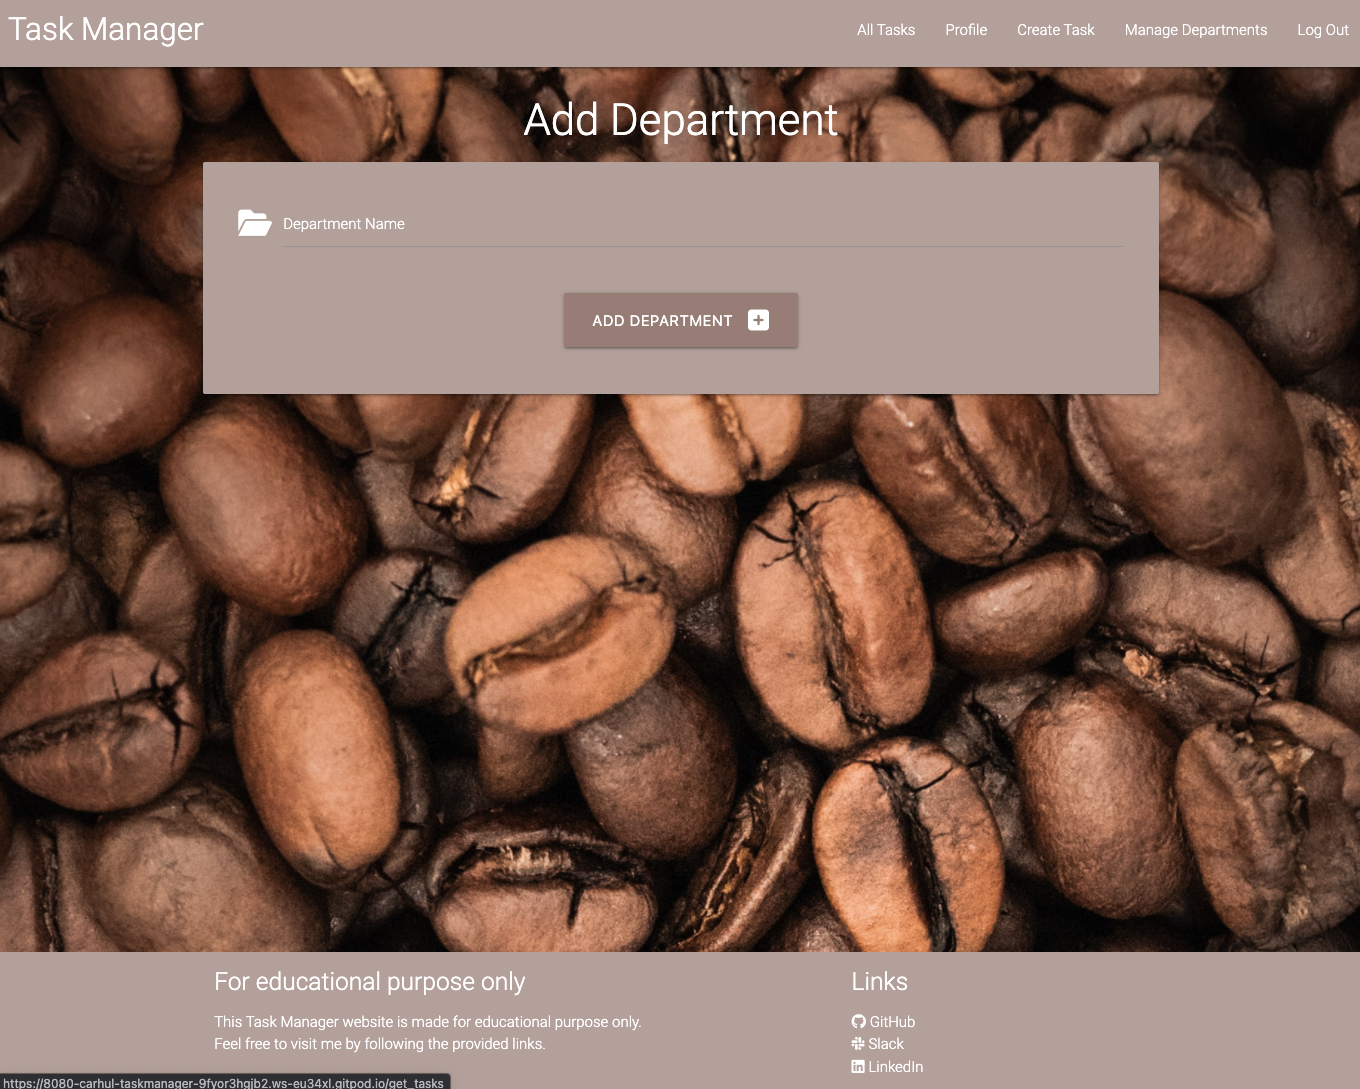 Task Manager
All Tasks Profile Create Task Manage Departments Log Out
Add Department
Department Name
ADD DEPARTMENT
For educational purpose only
This Task Manager website is made for educational purpose only.
Feel free to visit me by following the provided links.
Links
GitHub
Slack
LinkedIn
https://8080-carhul-taskmanager-9fyor3hgjb2.ws-eu34xl.gitpod.io/get_tasks